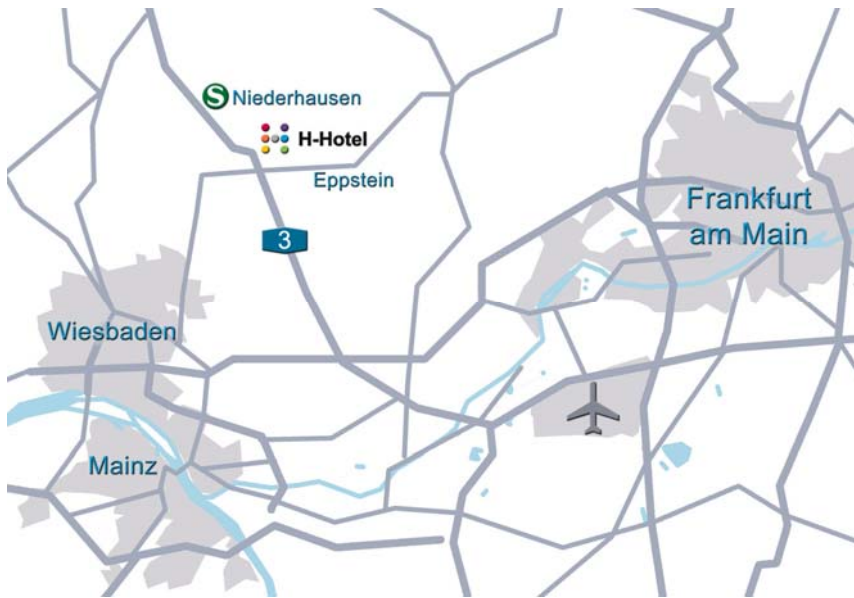 S Niederhausen
H-Hotel
Eppstein
Frankfurt
am Main
3
Wiesbaden
Mainz